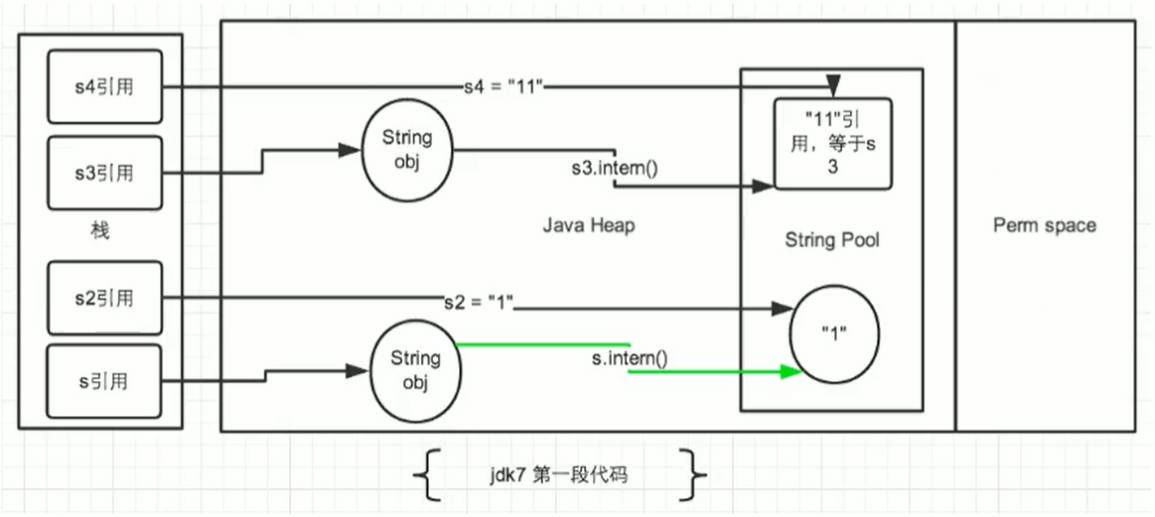 s4引用
s4 = "11"
"11"引
用，等于s
3
String
obj
s3引用
s3.intern()
栈
Java Heap
String Pool
Perm space
s2引用
s2 = "1"
"1"
String
obj
s.intern()
s引用
jdk7 第一段代码